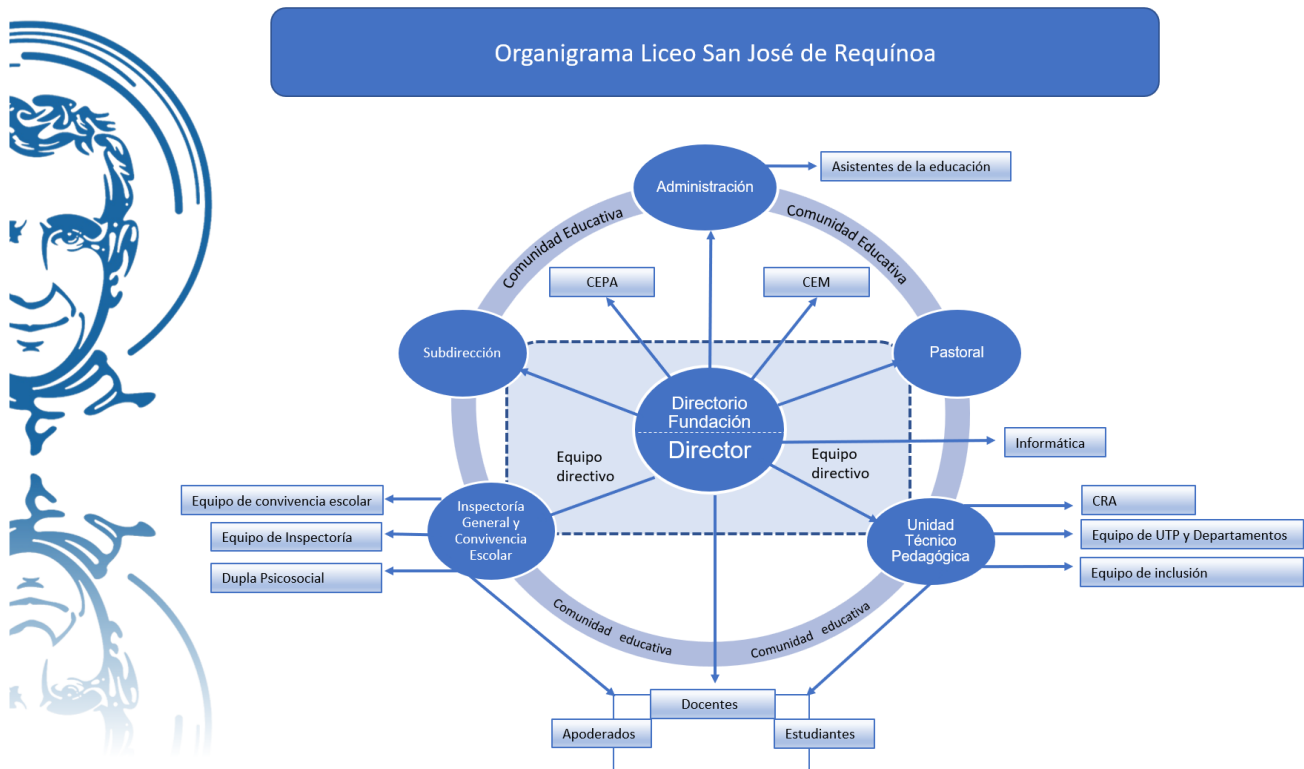 Organigrama Liceo San José de Requínoa
Administración
Asistentes de la educación
Comunidad Educativa
Comunidad Educativa
CEPA
CEM
Subdirección
Pastoral
Directorio
Fundación
Director
Informática
Equipo
directivo
Equipo
directivo
Equipo de convivencia escolar
Equipo de Inspectoría
Dupla Psicosocial
Inspectoría
General y
Convivencia
Escolar
Unidad
Técnico
Pedagógica
CRA
Equipo de UTP y Departamentos
Equipo de inclusión
Comunidad educativa
Comunidad educativa
Docentes
Apoderados
Estudiantes